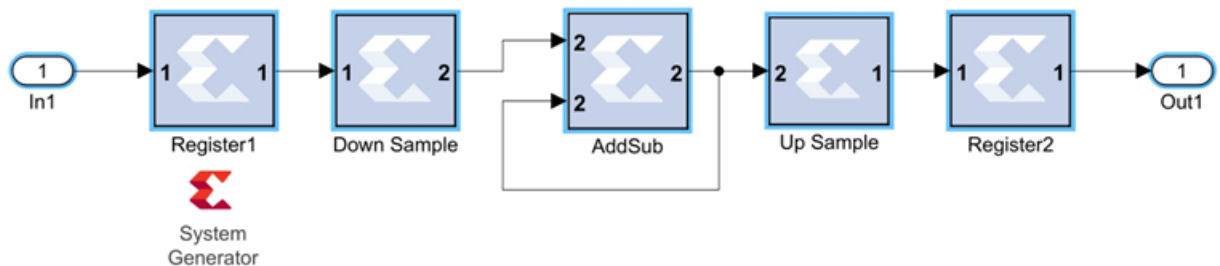 1
In1
1 1
Register1
1 2
Down Sample
2
2
2
AddSub
2 1
Up Sample
1 1
Register2
1
Out1
System
Generator